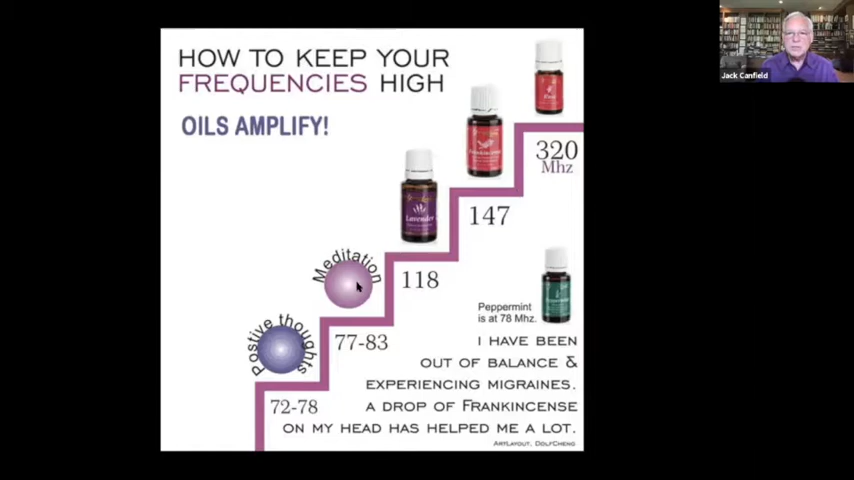 HOW TO KEEP YOUR
FREQUENCIES HIGH
OILS AMPLIFY!
Jack Canfield
320
Mhz
Lavender
147
Meditation
118
Peppermint
is at 78 Mhz.
Postive thoughts
77-83
I HAVE BEEN
OUT OF BALANCE &
EXPERIENCING MIGRAINES.
72-78
A DROP OF FRANKINCENSE
ON MY HEAD HAS HELPED ME A LOT.
ARTLAYOUT. DOLFCHENG